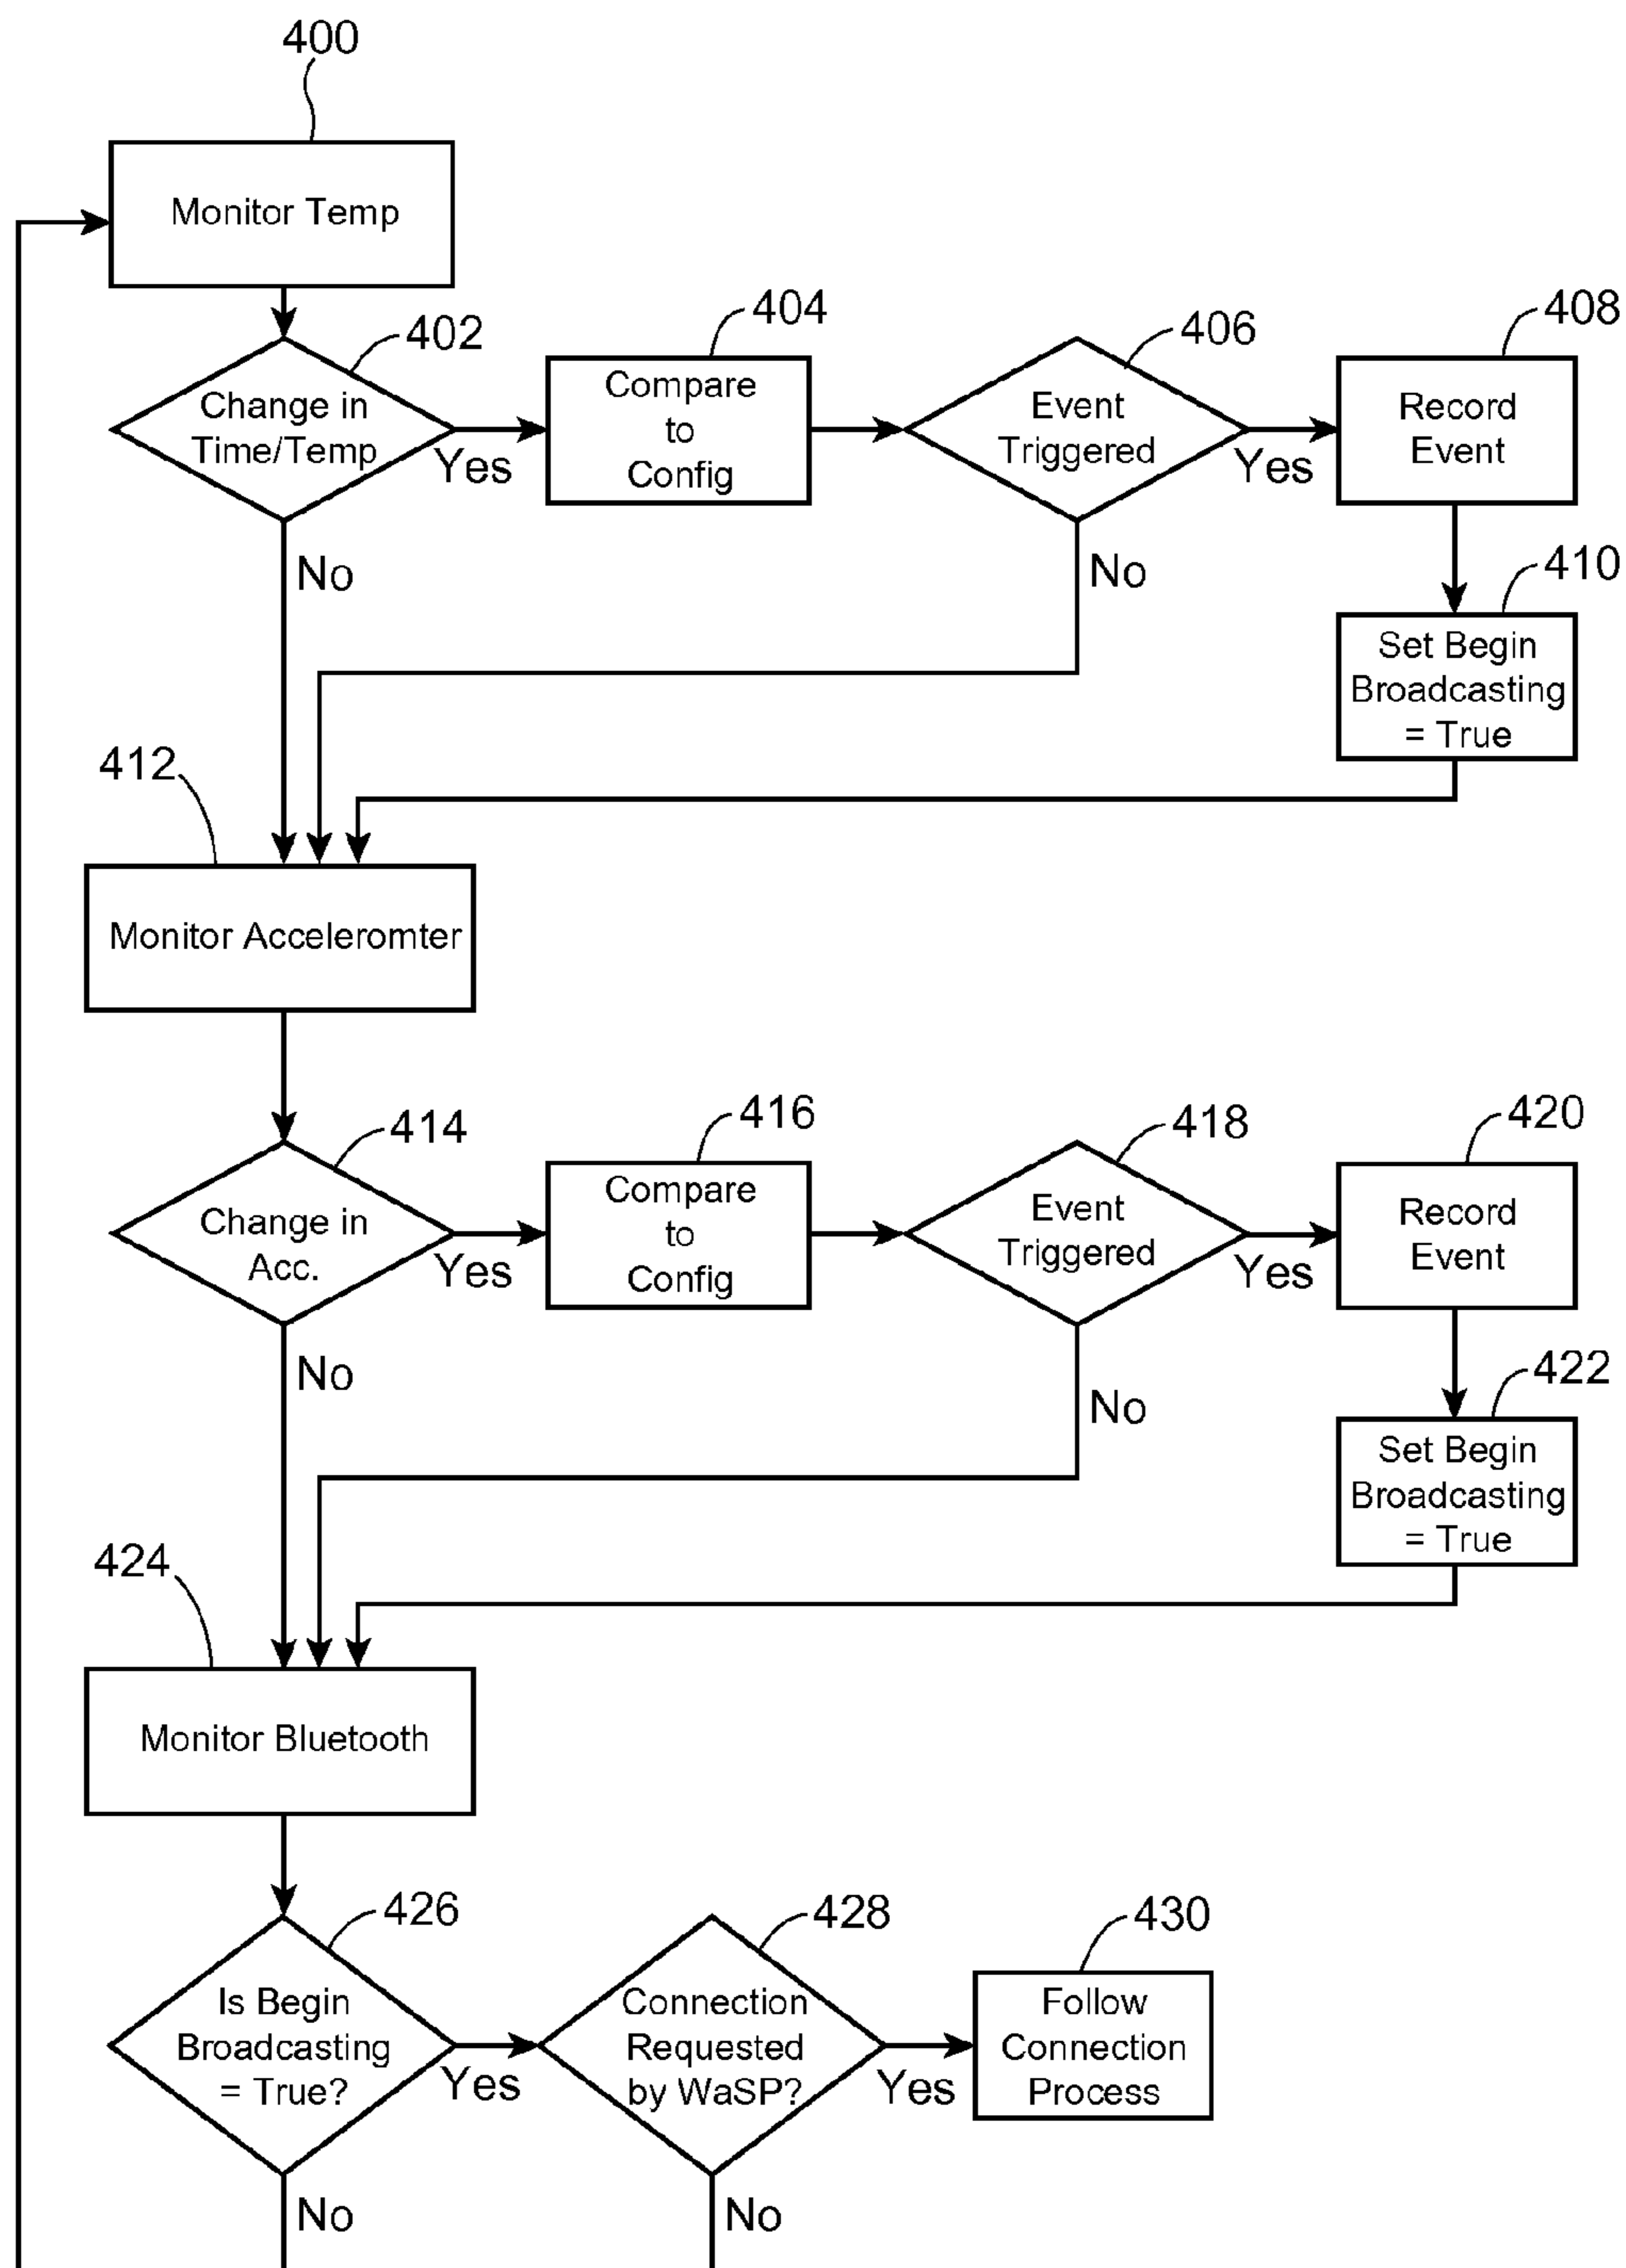 400
Monitor Temp
402
Change in
Time/Temp
Yes
No
404
Compare
to
Config
406
Event
Triggered
Yes
No
408
Record
Event
410
Set Begin
Broadcasting
= True
412
Monitor Acceleromter
414
Change in
Acc.
Yes
No
416
Compare
to
Config
418
Event
Triggered
Yes
No
420
Record
Event
422
Set Begin
Broadcasting
= True
424
Monitor Bluetooth
426
Is Begin
Broadcasting
= True?
Yes
No
428
Connection
Requested
by WaSP?
Yes
No
430
Follow
Connection
Process